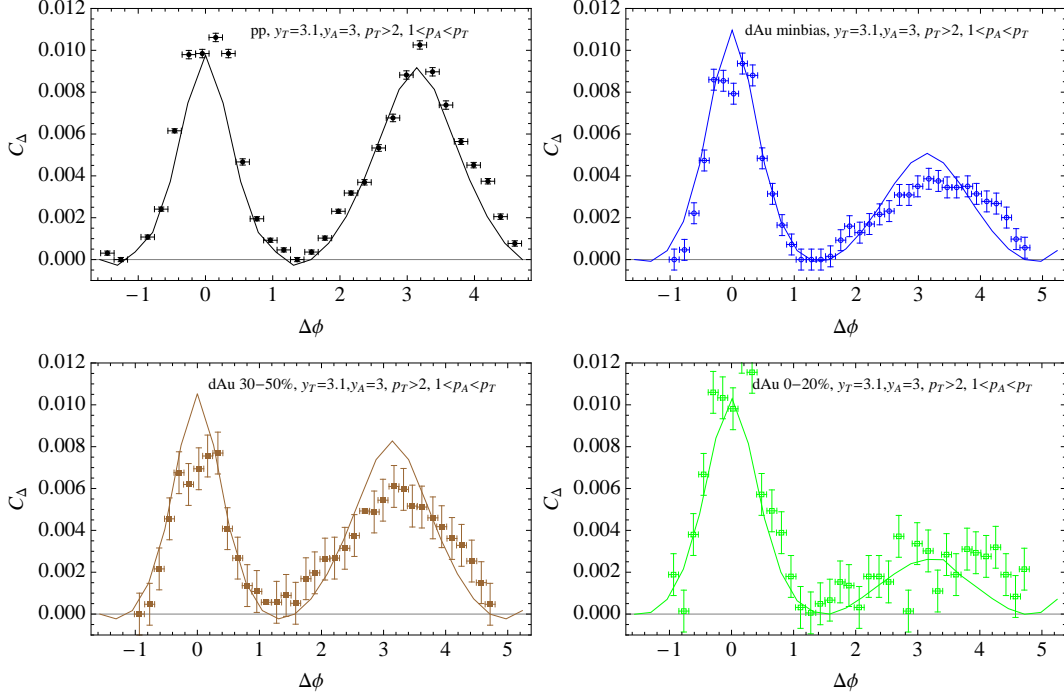 pp, y_T=3.1,y_A=3, p_T>2, 1<p_A<p_T
0.012
0.010
0.008
0.006
0.004
0.002
0.000
C_Δ
−1 0 1 2 3 4
Δϕ
dAu minbias, y_T=3.1,y_A=3, p_T>2, 1<p_A<p_T
0.012
0.010
0.008
0.006
0.004
0.002
0.000
C_Δ
−1 0 1 2 3 4 5
Δϕ
dAu 30−50%, y_T=3.1,y_A=3, p_T>2, 1<p_A<p_T
0.012
0.010
0.008
0.006
0.004
0.002
0.000
C_Δ
−1 0 1 2 3 4 5
Δϕ
dAu 0−20%, y_T=3.1,y_A=3, p_T>2, 1<p_A<p_T
0.012
0.010
0.008
0.006
0.004
0.002
0.000
C_Δ
−1 0 1 2 3 4 5
Δϕ